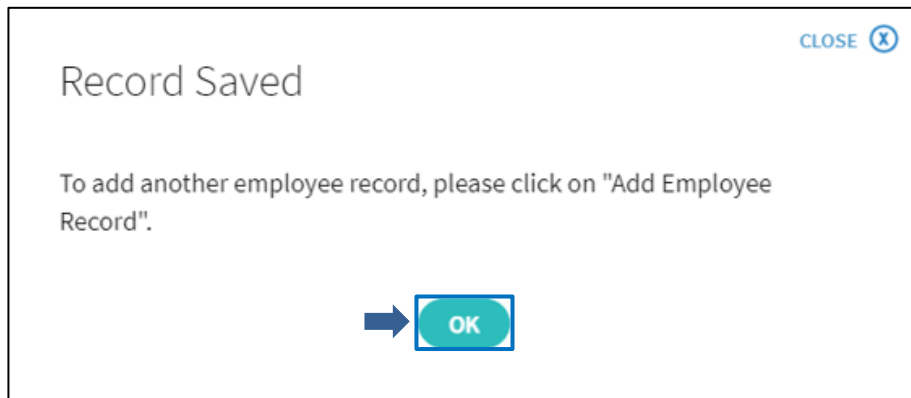 CLOSE
Record Saved
To add another employee record, please click on "Add Employee
Record".
OK